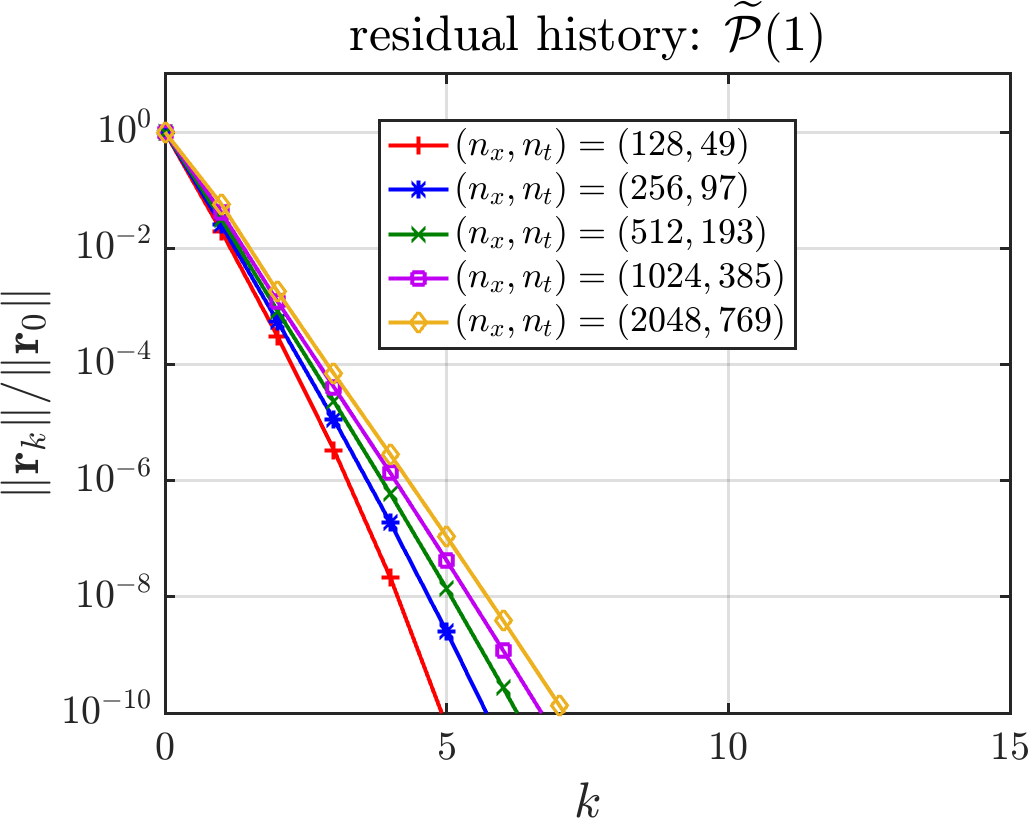 residual history: $\widetilde{\mathcal{P}}(1)$
$10^{0}$
$(n_x, n_t) = (128, 49)$
$(n_x, n_t) = (256, 97)$
$(n_x, n_t) = (512, 193)$
$(n_x, n_t) = (1024, 385)$
$(n_x, n_t) = (2048, 769)$
$10^{-2}$
$10^{-4}$
$10^{-6}$
$10^{-8}$
$10^{-10}$
$\|\mathbf{r}_k\|/\|\mathbf{r}_0\|$
0 5 10 15
$k$